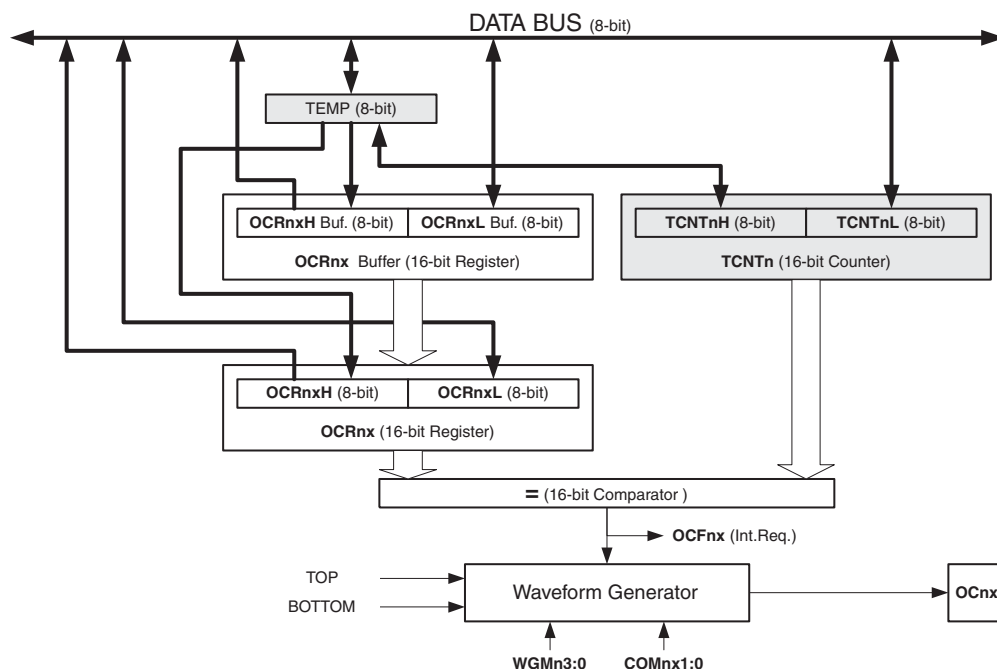 DATA BUS (8-bit)
TEMP (8-bit)
OCRnxH Buf. (8-bit) OCRnxL Buf. (8-bit)
OCRnx Buffer (16-bit Register)
TCNTnH (8-bit) TCNTnL (8-bit)
TCNTn (16-bit Counter)
OCRnxH (8-bit) OCRnxL (8-bit)
OCRnx (16-bit Register)
= (16-bit Comparator )
OCFnx (Int.Req.)
TOP
BOTTOM
Waveform Generator
OCnx
WGMn3:0 COMnx1:0